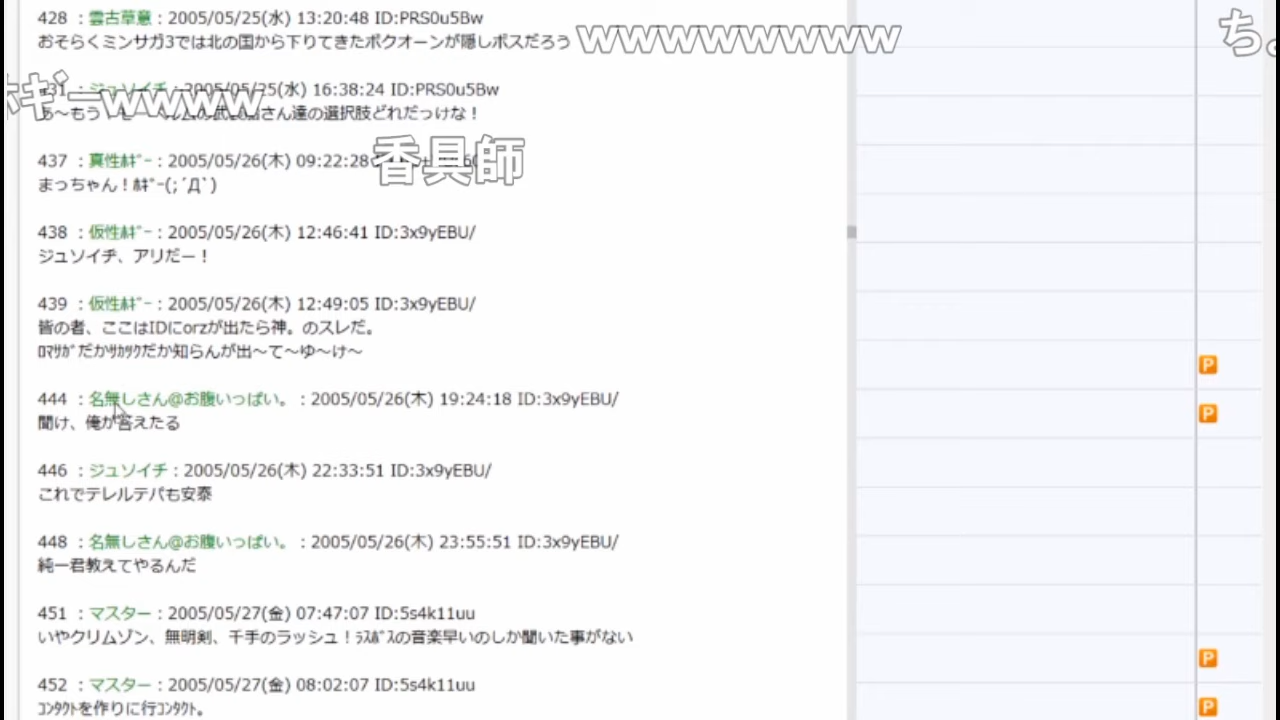 428 ：雲古草意：2005/05/25(水) 13:20:48 ID:PRS0u5Bw
おそらくミンサガ3では北の国から下りてきたボクオーンが隠しボスだろう
wwwwwwwww
ち。
431 ：ジュソイチ：2005/05/25(水) 16:38:24 ID:PRS0u5Bw
ホギーwwww
あ～もう
さん達の選択肢どれだっけな！
437 ：真性ﾎｷﾞｰ：2005/05/26(木) 09:22:28
香具師
まっちゃん！ﾎｷﾞｰ(;´Д`)
438 ：仮性ﾎｷﾞｰ：2005/05/26(木) 12:46:41 ID:3x9yEBU/
ジュソイヂ、アリだー！
439 ：仮性ﾎｷﾞｰ：2005/05/26(木) 12:49:05 ID:3x9yEBU/
皆の者、ここはIDにorzが出たら神。のスレだ。
ﾛﾏｻｶﾞだかｻｶﾂｸだか知らんが出～て～ゆ～け～
P
444 ：名無しさん@お腹いっぱい。：2005/05/26(木) 19:24:18 ID:3x9yEBU/
P
聞け、俺が答えたる
446 ：ジュソイチ：2005/05/26(木) 22:33:51 ID:3x9yEBU/
これでテレルテパも安泰
448 ：名無しさん@お腹いっぱい。：2005/05/26(木) 23:55:51 ID:3x9yEBU/
純一君教えてやるんだ
451 ：マスター：2005/05/27(金) 07:47:07 ID:5s4k11uu
いやクリムゾン、無明剣、千手のラッシュ！ﾗｽﾎﾞｽの音楽早いのしか聞いた事がない
P
452 ：マスター：2005/05/27(金) 08:02:07 ID:5s4k11uu
ｺﾝﾀｸﾄを作りに行ｺﾝﾀｸﾄ。
P